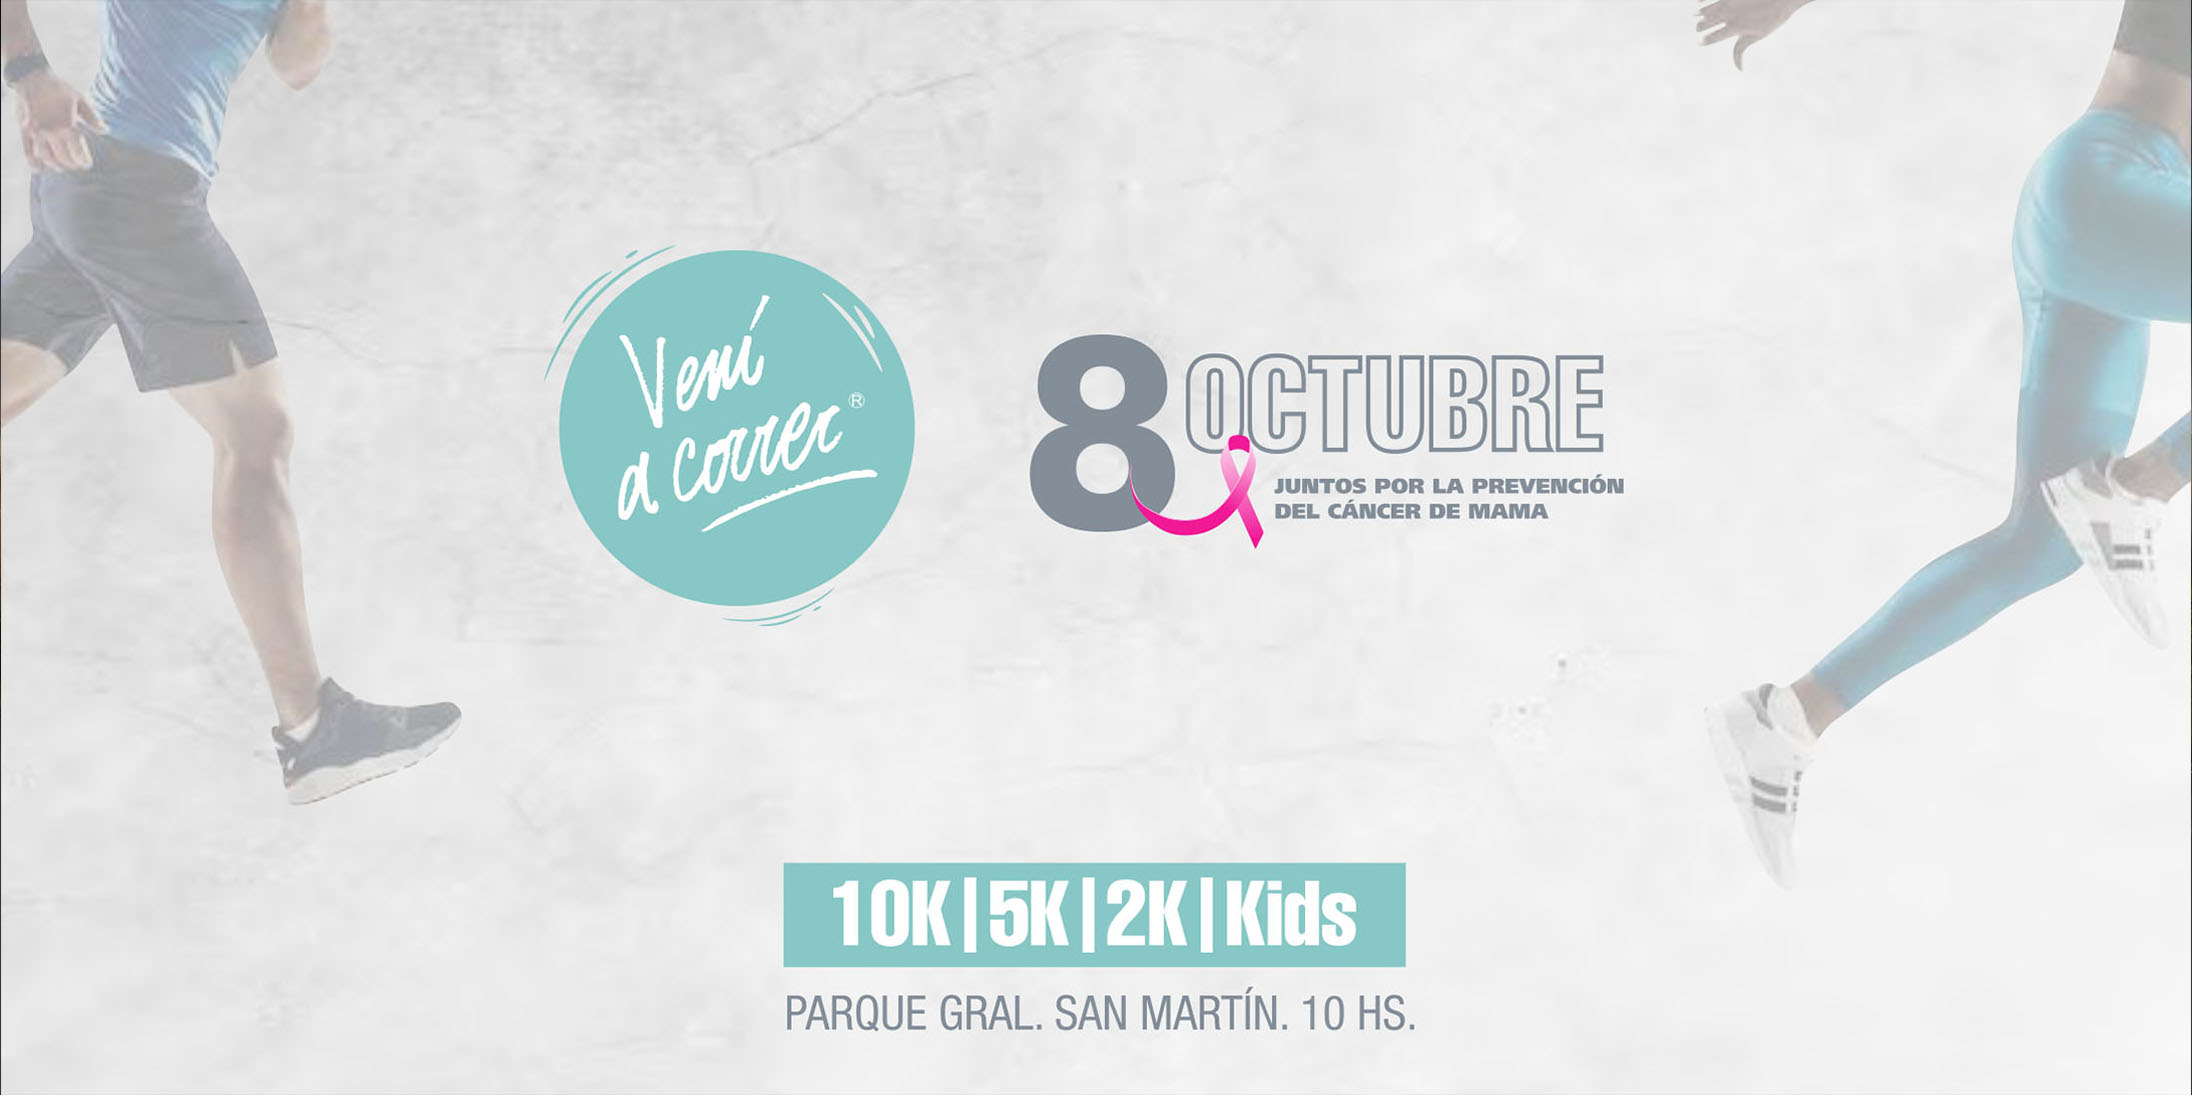 Vení
a correr®
8 OCTUBRE
JUNTOS POR LA PREVENCIÓN
DEL CÁNCER DE MAMA
10K|5K|2K|Kids
PARQUE GRAL. SAN MARTÍN. 10 HS.